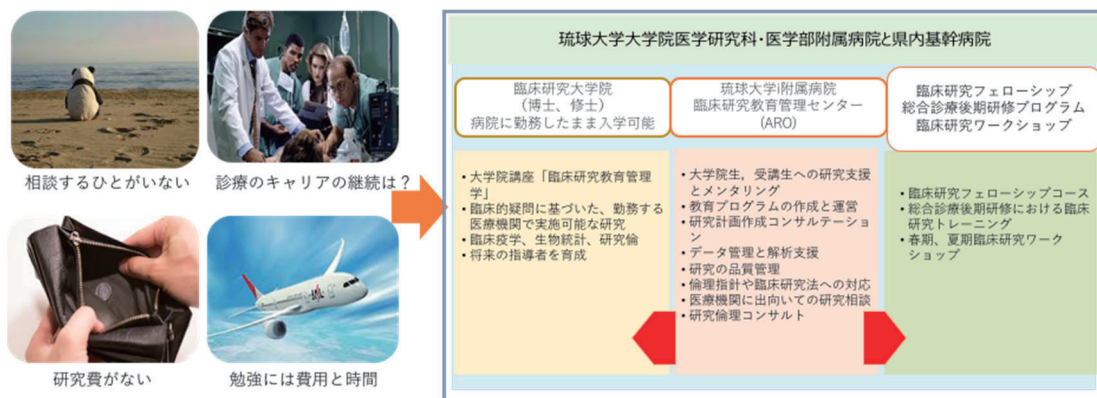 相談するひとがいない
診療のキャリアの継続は？
研究費がない
勉強には費用と時間
琉球大学大学院医学研究科・医学部附属病院と県内基幹病院
臨床研究大学院
（博士、修士）
病院に勤務したまま入学可能
• 大学院講座「臨床研究教育管理
学」
• 臨床的疑問に基づいた、勤務する
医療機関で実施可能な研究
• 臨床疫学、生物統計、研究倫
• 将来の指導者を育成
琉球大学i附属病院
臨床研究教育管理センター
(ARO)
• 大学院生，受講生への研究支援
とメンタリング
• 教育プログラムの作成と運営
• 研究計画作成コンサルテーショ
ン
• データ管理と解析支援
• 研究の品質管理
• 倫理指針や臨床研究法への対応
• 医療機関に出向いての研究相談
• 研究倫理コンサルト
臨床研究フェローシップ
総合診療後期研修プログラム
臨床研究ワークショップ
• 臨床研究フェローシップコース
• 総合診療後期研修における臨床
研究トレーニング
• 春期、夏期臨床研究ワーク
ショップ